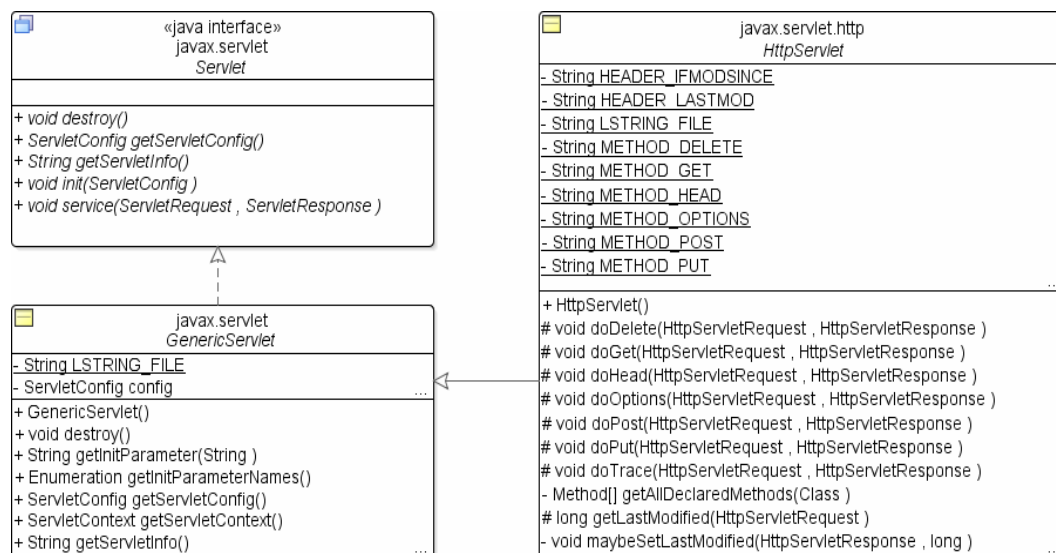 «java interface»
javax.servlet
Servlet
+ void destroy()
+ ServletConfig getServletConfig()
+ String getServletInfo()
+ void init(ServletConfig )
+ void service(ServletRequest , ServletResponse )
javax.servlet
GenericServlet
- String LSTRING_FILE
- ServletConfig config
...
+ GenericServlet()
+ void destroy()
+ String getInitParameter(String )
+ Enumeration getInitParameterNames()
+ ServletConfig getServletConfig()
+ ServletContext getServletContext()
+ String getServletInfo()
...
javax.servlet.http
HttpServlet
- String HEADER_IFMODSINCE
- String HEADER_LASTMOD
- String LSTRING_FILE
- String METHOD_DELETE
- String METHOD_GET
- String METHOD_HEAD
- String METHOD_OPTIONS
- String METHOD_POST
- String METHOD_PUT
...
+ HttpServlet()
# void doDelete(HttpServletRequest , HttpServletResponse )
# void doGet(HttpServletRequest , HttpServletResponse )
# void doHead(HttpServletRequest , HttpServletResponse )
# void doOptions(HttpServletRequest , HttpServletResponse )
# void doPost(HttpServletRequest , HttpServletResponse )
# void doPut(HttpServletRequest , HttpServletResponse )
# void doTrace(HttpServletRequest , HttpServletResponse )
- Method[] getAllDeclaredMethods(Class )
# long getLastModified(HttpServletRequest )
- void maybeSetLastModified(HttpServletResponse , long )
...